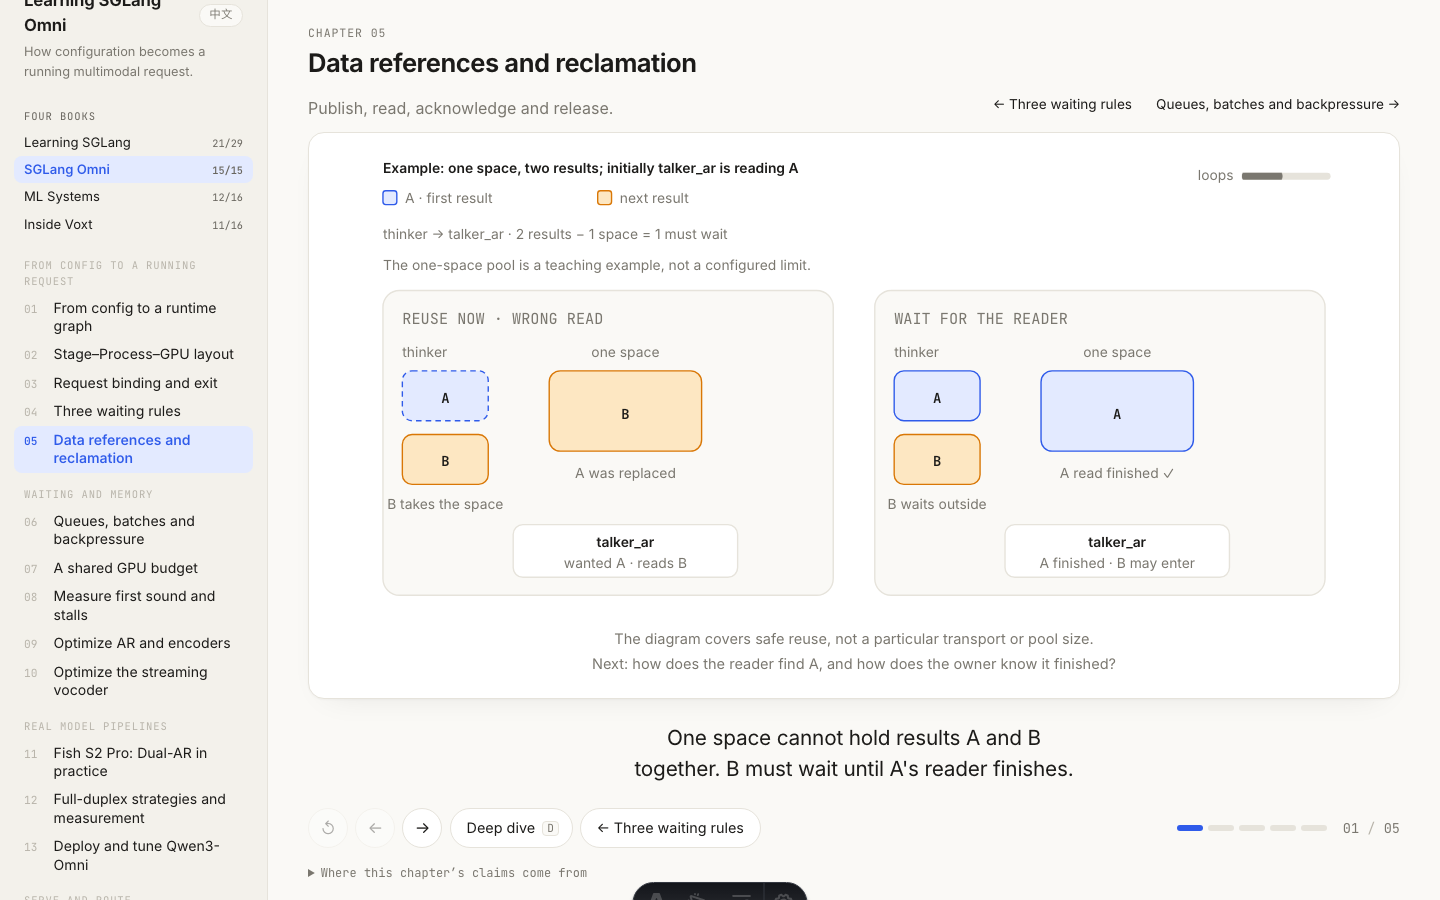 Learning SGLang
Omni
中文
How configuration becomes a
running multimodal request.
FOUR BOOKS
Learning SGLang 21/29
SGLang Omni 15/15
ML Systems 12/16
Inside Voxt 11/16
FROM CONFIG TO A RUNNING
REQUEST
01 From config to a runtime
graph
02 Stage–Process–GPU layout
03 Request binding and exit
04 Three waiting rules
05 Data references and
reclamation
WAITING AND MEMORY
06 Queues, batches and
backpressure
07 A shared GPU budget
08 Measure first sound and
stalls
09 Optimize AR and encoders
10 Optimize the streaming
vocoder
REAL MODEL PIPELINES
11 Fish S2 Pro: Dual-AR in
practice
12 Full-duplex strategies and
measurement
13 Deploy and tune Qwen3-
Omni
SERVE AND ROUTE
CHAPTER 05
Data references and reclamation
Publish, read, acknowledge and release.
← Three waiting rules
Queues, batches and backpressure →
Example: one space, two results; initially talker_ar is reading A
loops
A · first result
next result
thinker → talker_ar · 2 results − 1 space = 1 must wait
The one-space pool is a teaching example, not a configured limit.
REUSE NOW · WRONG READ
thinker
one space
A
B
B
A was replaced
B takes the space
talker_ar
wanted A · reads B
WAIT FOR THE READER
thinker
one space
A
A
B
A read finished ✓
B waits outside
talker_ar
A finished · B may enter
The diagram covers safe reuse, not a particular transport or pool size.
Next: how does the reader find A, and how does the owner know it finished?
One space cannot hold results A and B
together. B must wait until A's reader finishes.
Deep dive D
← Three waiting rules
01 / 05
▶ Where this chapter's claims come from